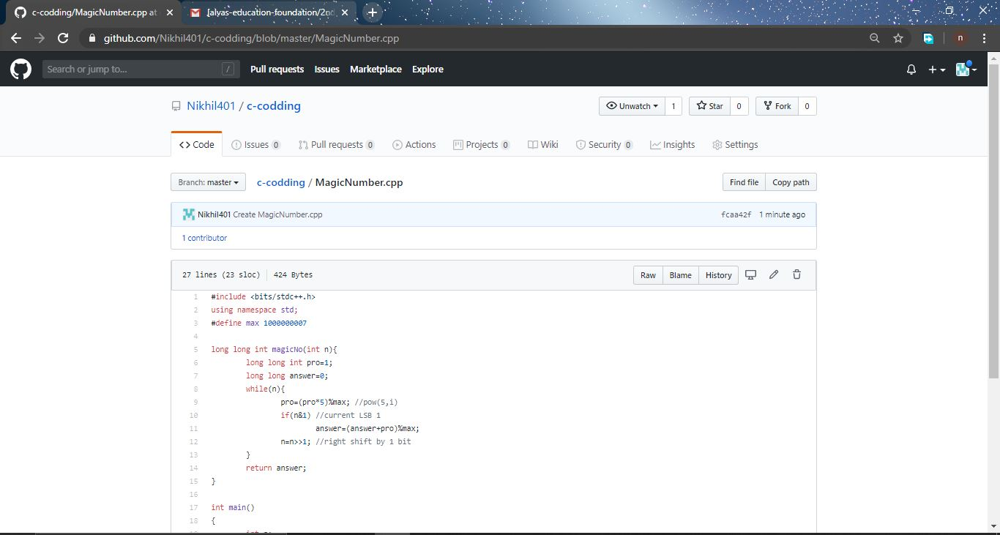 c-codding/MagicNumber.cpp at
[alyas-education-foundation/2nd
github.com/Nikhil401/c-codding/blob/master/MagicNumber.cpp
n
Search or jump to...
/
Pull requests Issues Marketplace Explore
Nikhil401 / c-codding
Unwatch 1 Star 0 Fork 0
<> Code Issues 0 Pull requests 0 Actions Projects 0 Wiki Security 0 Insights Settings
Branch: master c-codding / MagicNumber.cpp Find file Copy path
Nikhil401 Create MagicNumber.cpp fcaa42f 1 minute ago
1 contributor
27 lines (23 sloc) 424 Bytes Raw Blame History
1 #include <bits/stdc++.h>
2 using namespace std;
3 #define max 1000000007
4
5 long long int magicNo(int n){
6 long long int pro=1;
7 long long answer=0;
8 while(n){
9 pro=(pro*5)%max; //pow(5,i)
10 if(n&1) //current LSB 1
11 answer=(answer+pro)%max;
12 n=n>>1; //right shift by 1 bit
13 }
14 return answer;
15 }
16
17 int main()
18 {